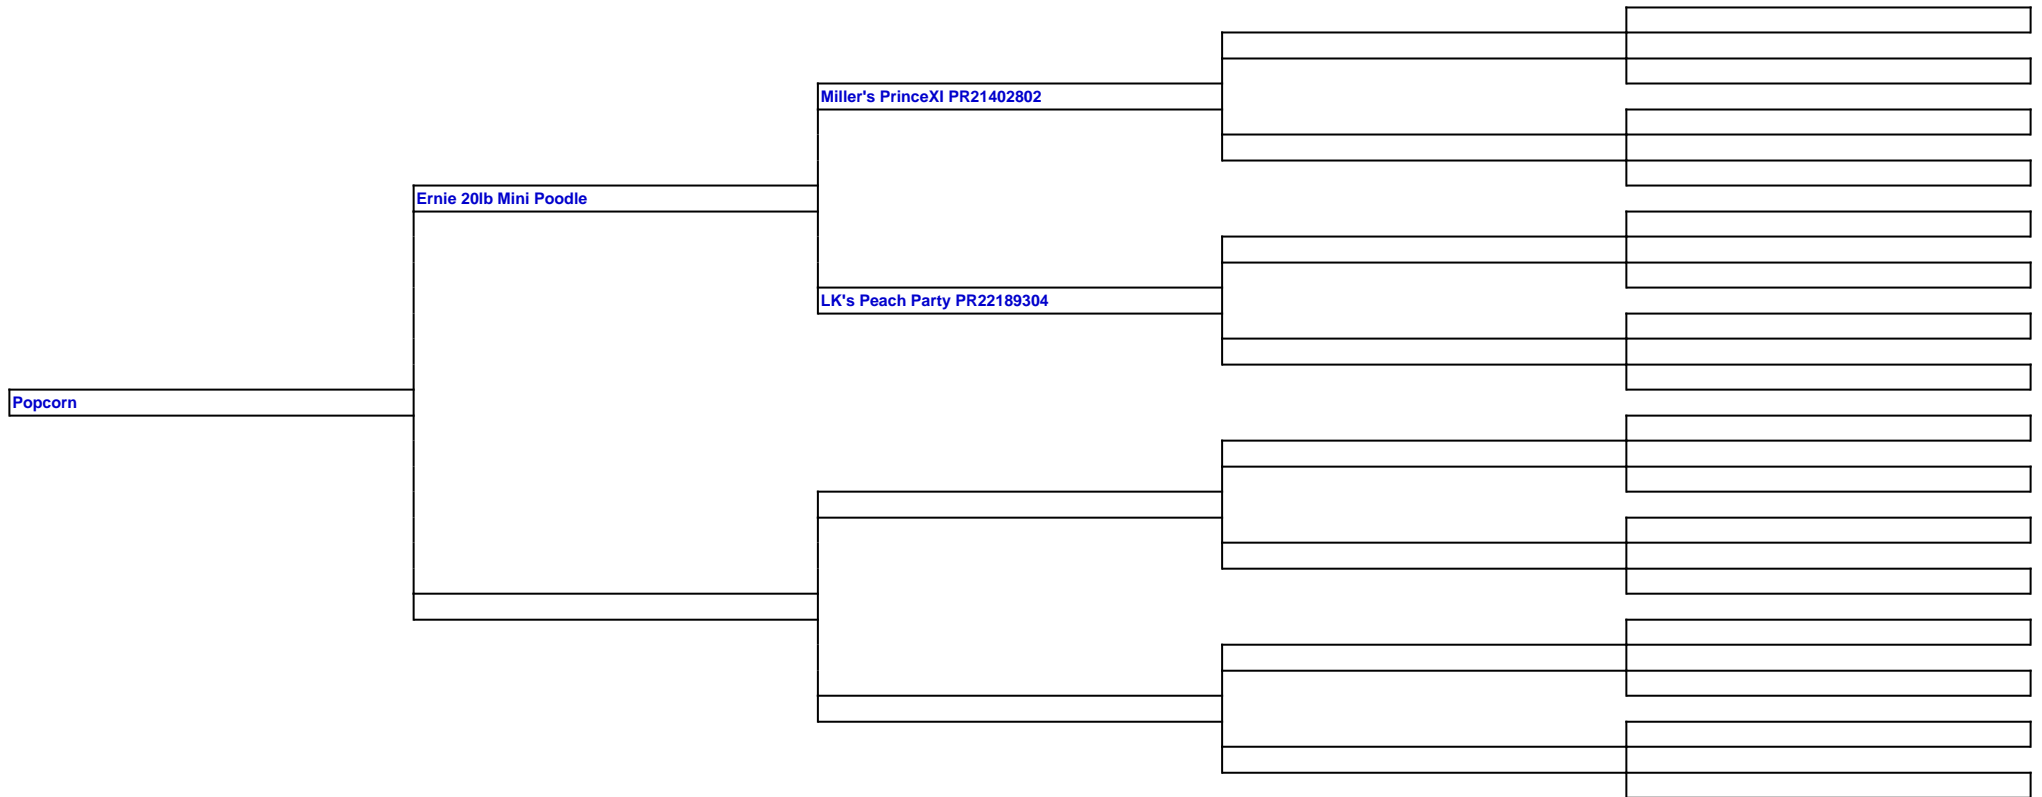 Miller's PrinceXI PR21402802
Ernie 20lb Mini Poodle
LK's Peach Party PR22189304
Popcorn